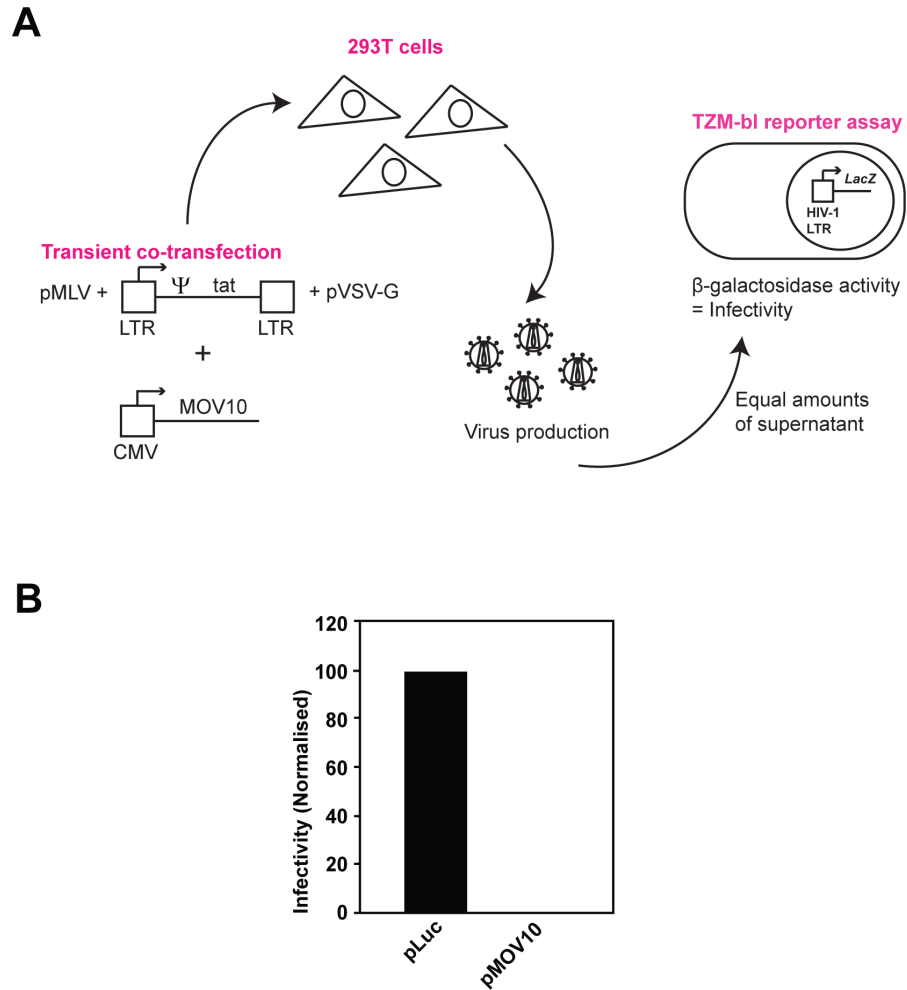 A
293T cells
TZM-bl reporter assay
LacZ
HIV-1
LTR
Transient co-transfection
pMLV +
Ψ
tat
+ pVSV-G
LTR
LTR
+
MOV10
CMV
β-galactosidase activity
= Infectivity
Equal amounts
of supernatant
Virus production
B
Infectivity (Normalised)
120
100
80
60
40
20
0
pLuc
pMOV10